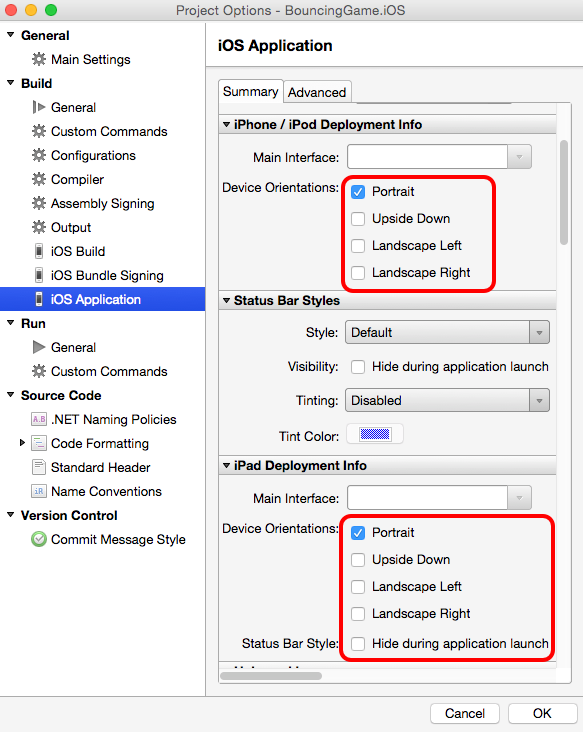 Project Options - BouncingGame.iOS
General
Main Settings
Build
General
Custom Commands
Configurations
Compiler
Assembly Signing
Output
iOS Build
iOS Bundle Signing
iOS Application
Run
General
Custom Commands
Source Code
A.B .NET Naming Policies
Code Formatting
Standard Header
iR Name Conventions
Version Control
Commit Message Style
iOS Application
Summary Advanced
iPhone / iPod Deployment Info
Main Interface:
Device Orientations: Portrait
Upside Down
Landscape Left
Landscape Right
Status Bar Styles
Style: Default
Visibility: Hide during application launch
Tinting: Disabled
Tint Color:
iPad Deployment Info
Main Interface:
Device Orientations: Portrait
Upside Down
Landscape Left
Landscape Right
Status Bar Style: Hide during application launch
Cancel OK